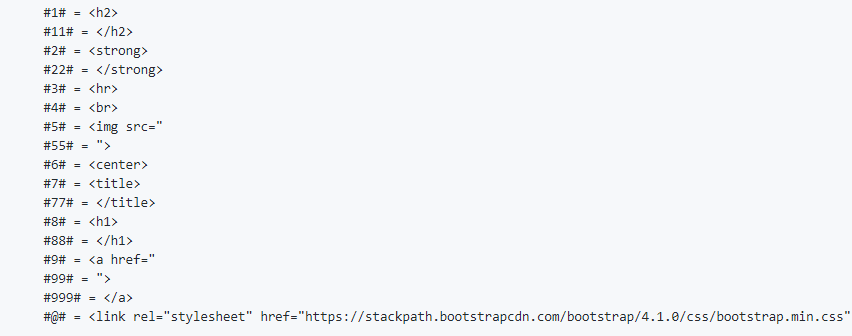 #1# = <h2>
#11# = </h2>
#2# = <strong>
#22# = </strong>
#3# = <hr>
#4# = <br>
#5# = <img src="
#55# = ">
#6# = <center>
#7# = <title>
#77# = </title>
#8# = <h1>
#88# = </h1>
#9# = <a href="
#99# = ">
#999# = </a>
#@# = <link rel="stylesheet" href="https://stackpath.bootstrapcdn.com/bootstrap/4.1.0/css/bootstrap.min.css"